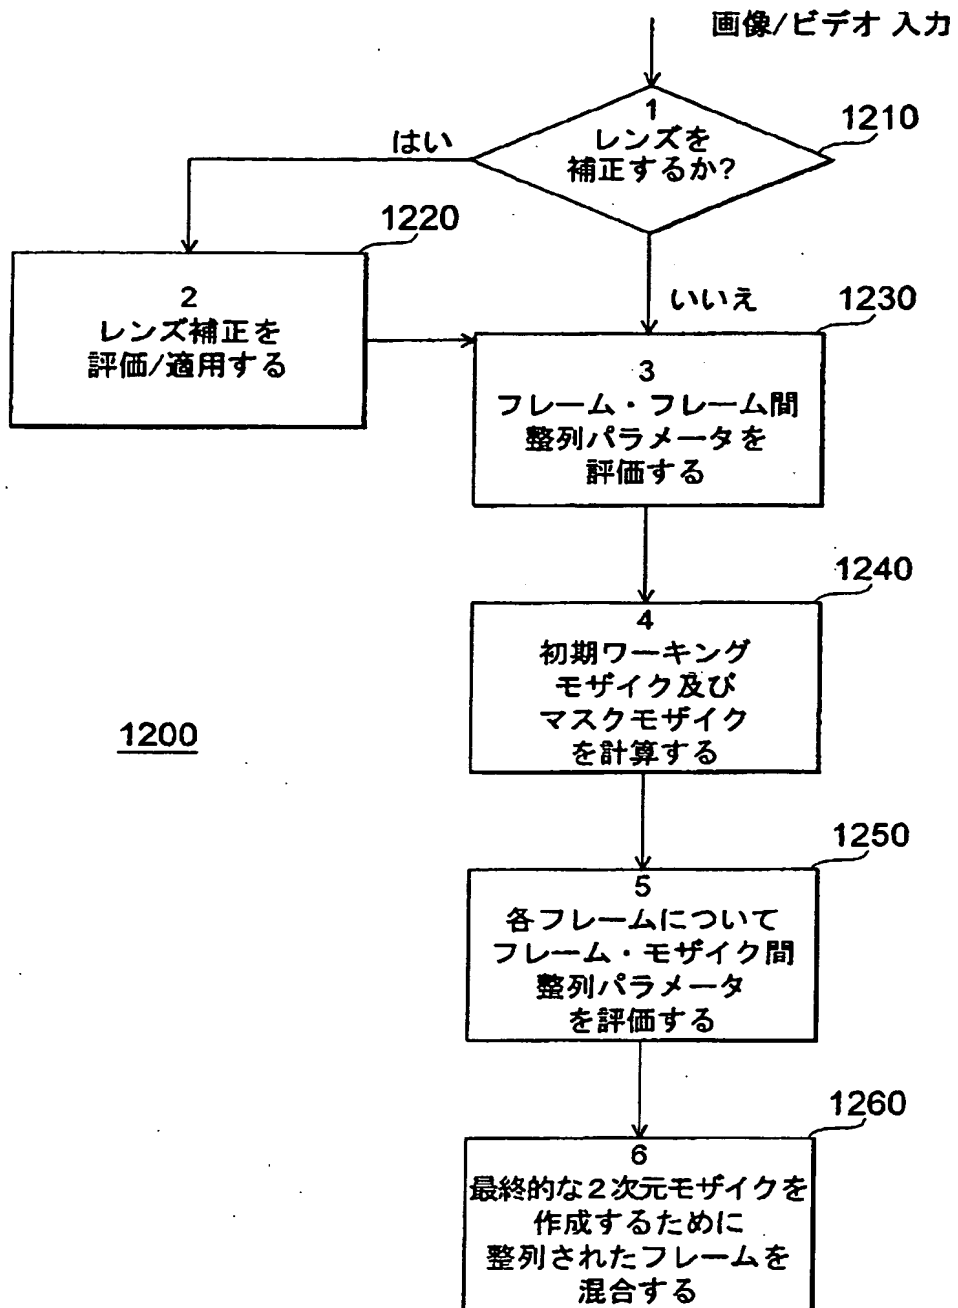 画像/ビデオ 入力
1
レンズを
補正するか?
1210
はい
1220
2
レンズ補正を
評価/適用する
いいえ
1230
3
フレーム・フレーム間
整列パラメータを
評価する
1240
4
初期ワーキング
モザイク及び
マスクモザイク
を計算する
1200
1250
5
各フレームについて
フレーム・モザイク間
整列パラメータ
を評価する
1260
6
最終的な2次元モザイクを
作成するために
整列されたフレームを
混合する